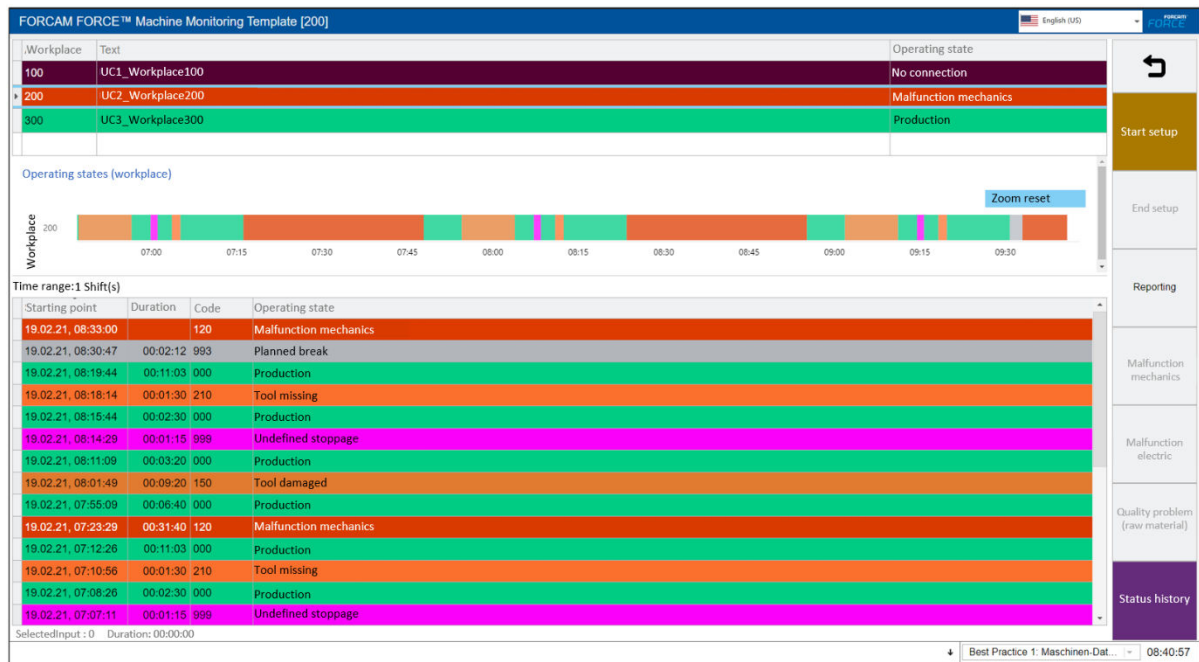 FORCAM FORCE™ Machine Monitoring Template [200]
English (US)
FORCAM
FORCE
Workplace Text Operating state
100 UC1_Workplace100 No connection
200 UC2_Workplace200 Malfunction mechanics
300 UC3_Workplace300 Production
Start setup
Operating states (workplace)
Zoom reset
End setup
Workplace
200
07:00 07:15 07:30 07:45 08:00 08:15 08:30 08:45 09:00 09:15 09:30
Time range:1 Shift(s)
Reporting
Starting point Duration Code Operating state
19.02.21, 08:33:00 120 Malfunction mechanics
19.02.21, 08:30:47 00:02:12 993 Planned break
19.02.21, 08:19:44 00:11:03 000 Production
19.02.21, 08:18:14 00:01:30 210 Tool missing
19.02.21, 08:15:44 00:02:30 000 Production
19.02.21, 08:14:29 00:01:15 999 Undefined stoppage
19.02.21, 08:11:09 00:03:20 000 Production
19.02.21, 08:01:49 00:09:20 150 Tool damaged
19.02.21, 07:55:09 00:06:40 000 Production
19.02.21, 07:23:29 00:31:40 120 Malfunction mechanics
19.02.21, 07:12:26 00:11:03 000 Production
19.02.21, 07:10:56 00:01:30 210 Tool missing
19.02.21, 07:08:26 00:02:30 000 Production
19.02.21, 07:07:11 00:01:15 999 Undefined stoppage
Malfunction
mechanics
Malfunction
electric
Quality problem
(raw material)
Status history
SelectedInput : 0 Duration: 00:00:00
Best Practice 1: Maschinen-Dat... 08:40:57